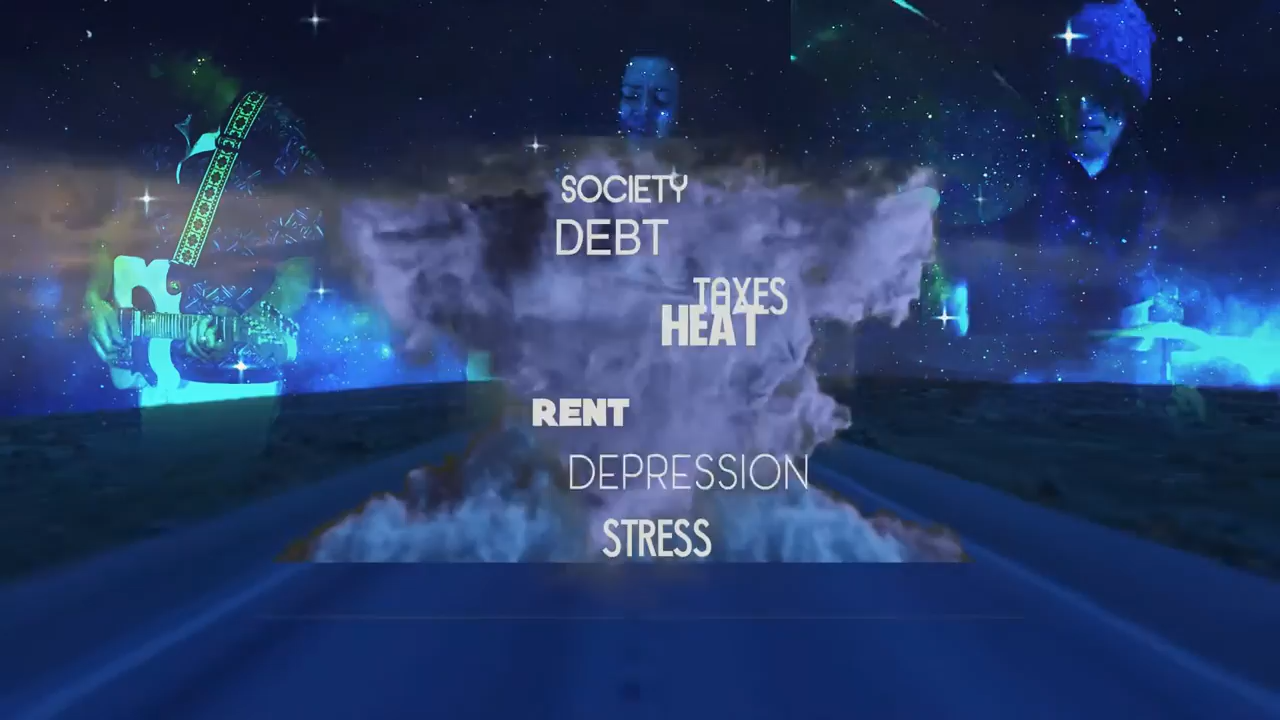 SOCIETY
DEBT
TAXES
HEAT
RENT
DEPRESSION
STRESS